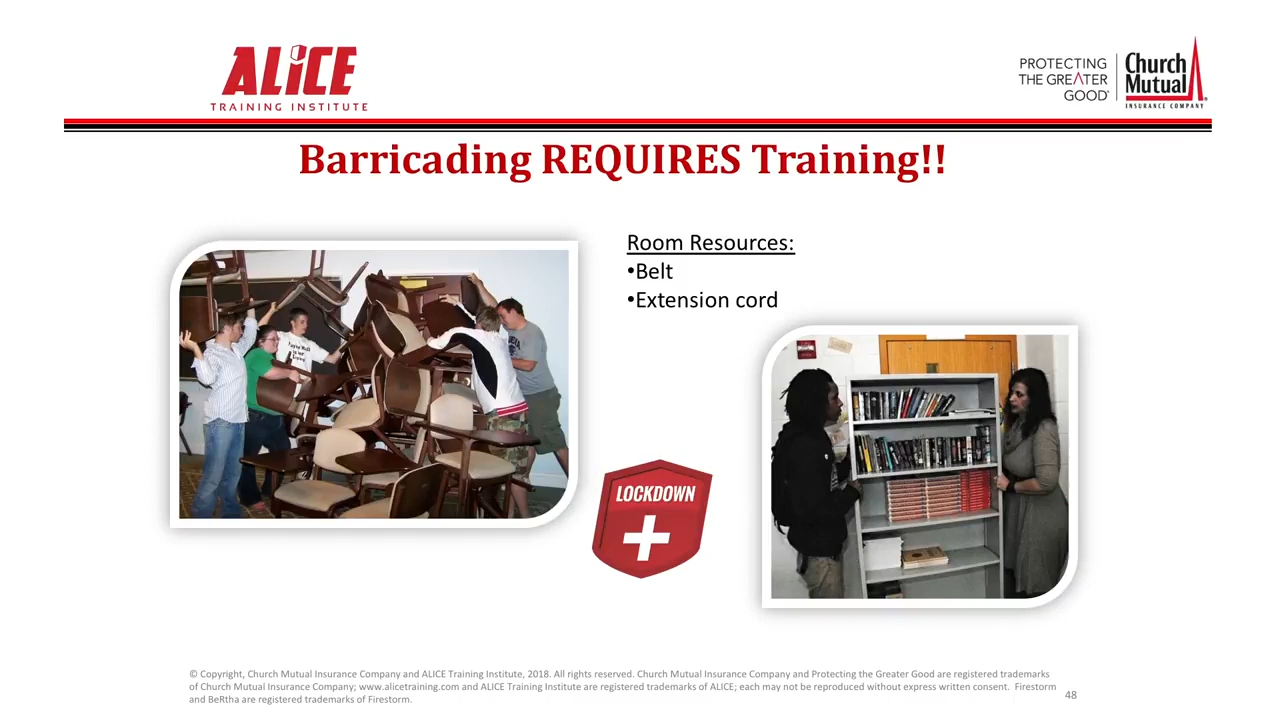 ALiCE
TRAINING INSTITUTE
PROTECTING
THE GREATER
GOOD®
Church
Mutual®
INSURANCE COMPANY
Barricading REQUIRES Training!!
Room Resources:
•Belt
•Extension cord
LOCKDOWN
+
© Copyright, Church Mutual Insurance Company and ALICE Training Institute, 2018. All rights reserved. Church Mutual Insurance Company and Protecting the Greater Good are registered trademarks
of Church Mutual Insurance Company; www.alicetraining.com and ALICE Training Institute are registered trademarks of ALICE; each may not be reproduced without express written consent.  Firestorm
and BeRtha are registered trademarks of Firestorm.
48